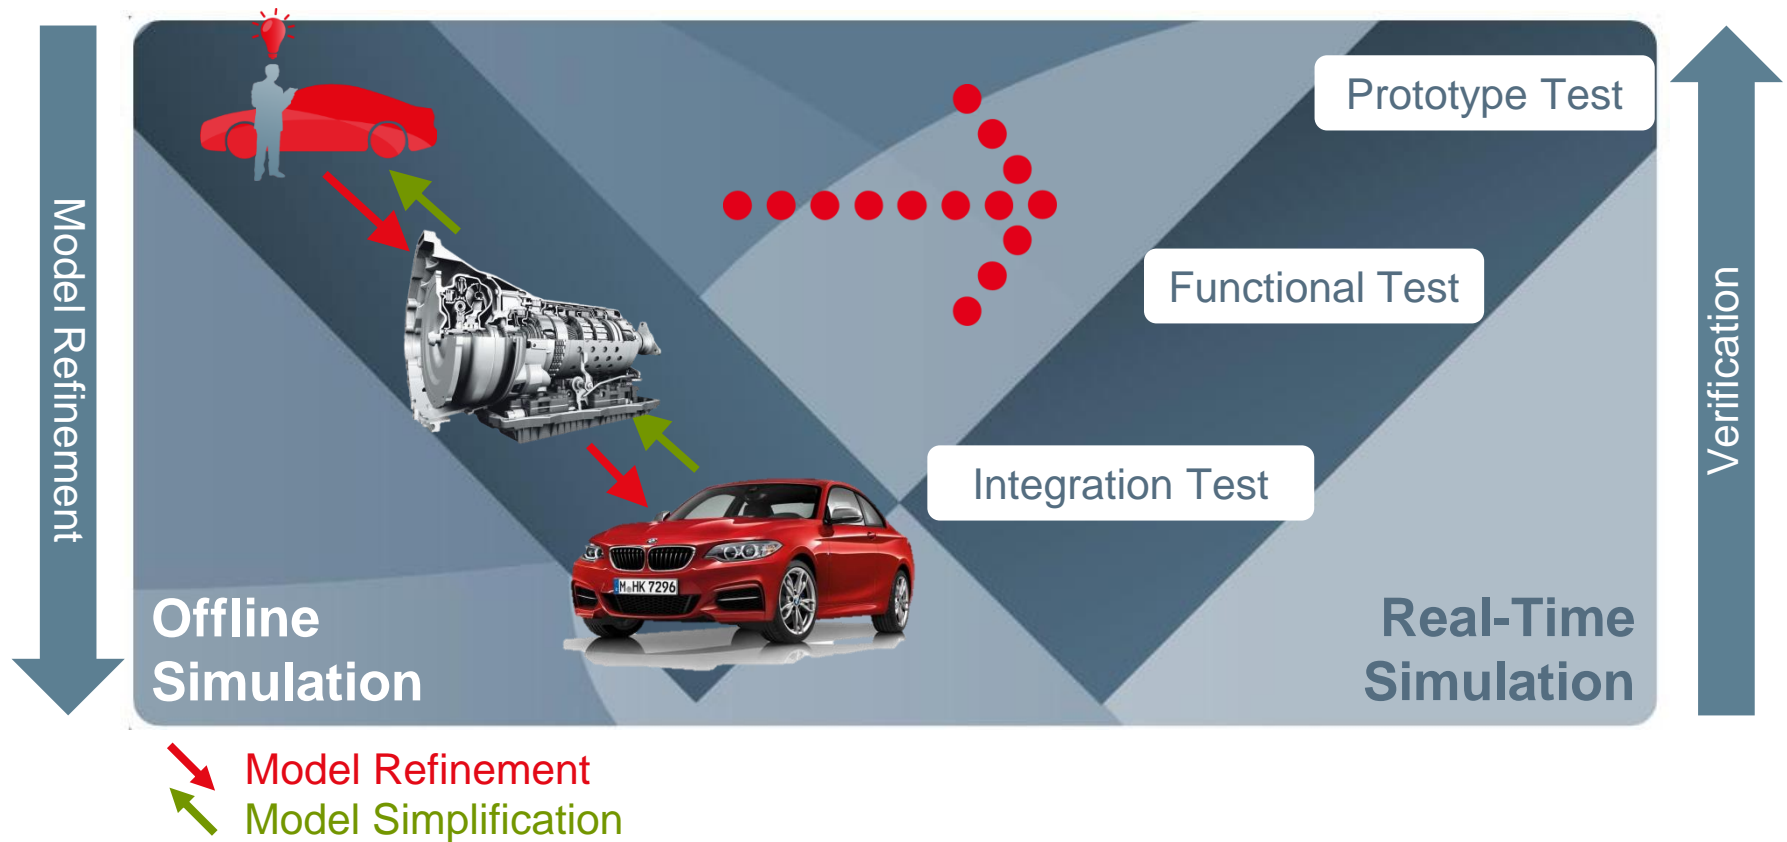 Model Refinement
Prototype Test
Functional Test
Integration Test
M HK 7296
Offline
Simulation
Real-Time
Simulation
Verification
Model Refinement
Model Simplification